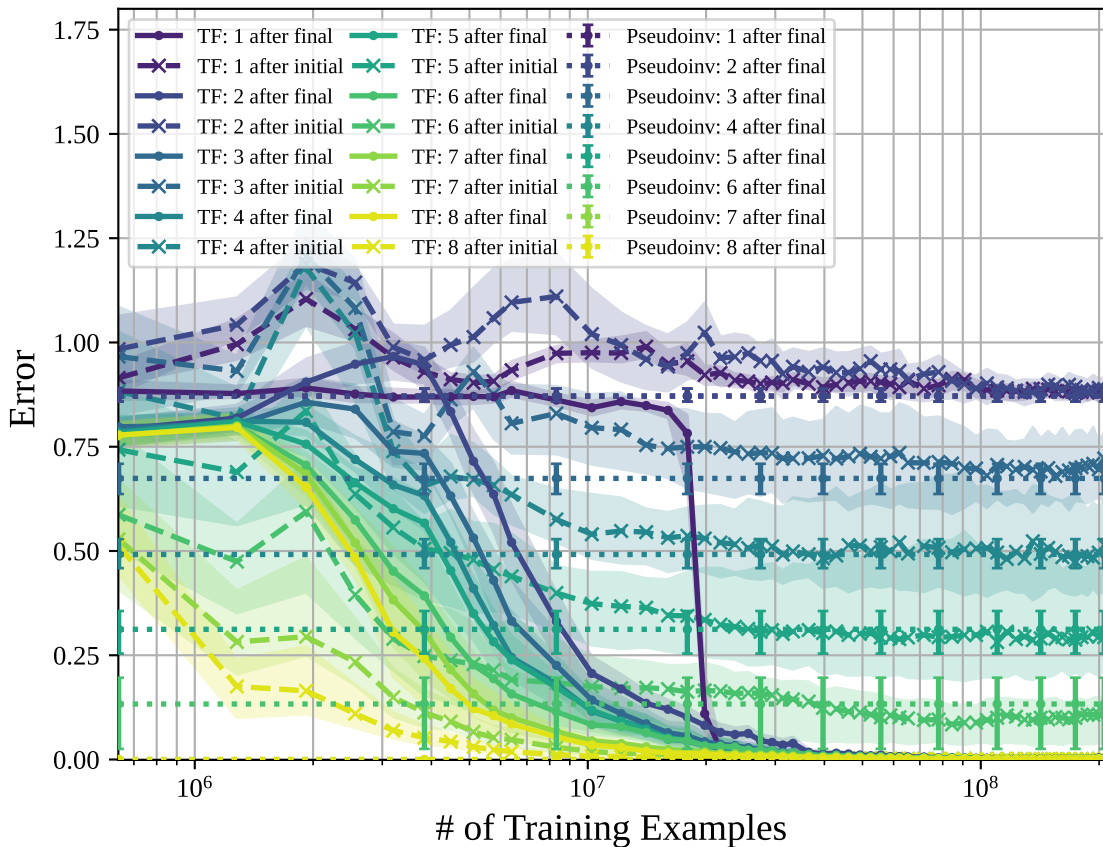 Error
1.75
1.50
1.25
1.00
0.75
0.50
0.25
0.00
TF: 1 after final
TF: 1 after initial
TF: 2 after final
TF: 2 after initial
TF: 3 after final
TF: 3 after initial
TF: 4 after final
TF: 4 after initial
TF: 5 after final
TF: 5 after initial
TF: 6 after final
TF: 6 after initial
TF: 7 after final
TF: 7 after initial
TF: 8 after final
TF: 8 after initial
Pseudoinv: 1 after final
Pseudoinv: 2 after final
Pseudoinv: 3 after final
Pseudoinv: 4 after final
Pseudoinv: 5 after final
Pseudoinv: 6 after final
Pseudoinv: 7 after final
Pseudoinv: 8 after final
10⁶ 10⁷ 10⁸
# of Training Examples